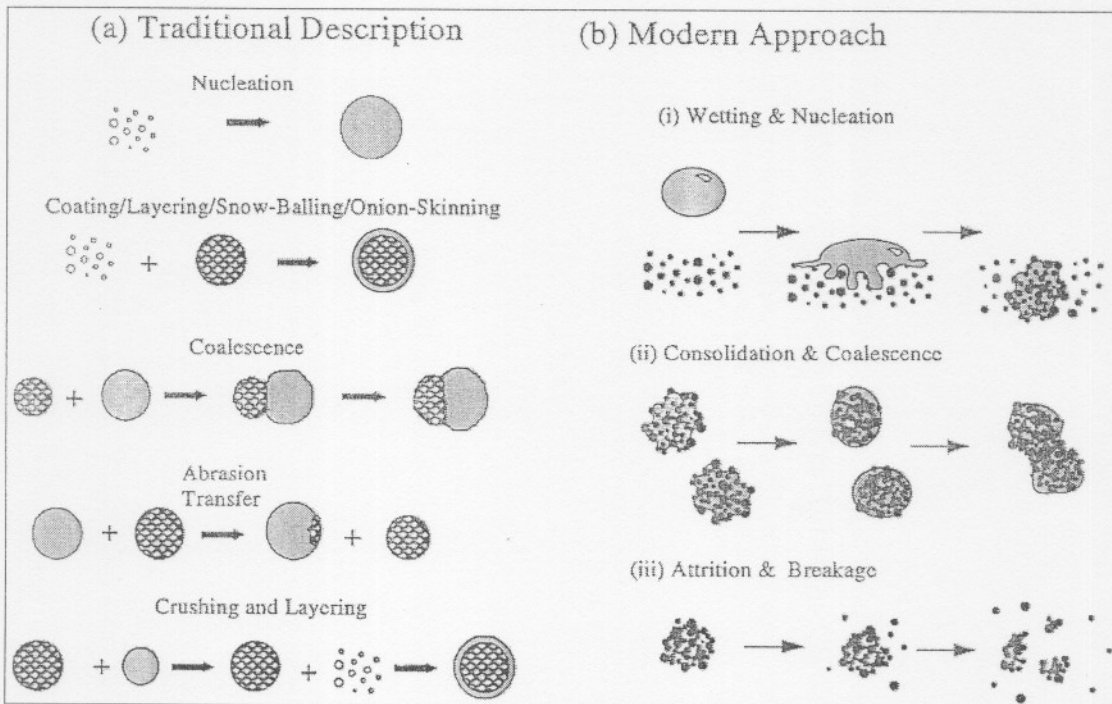 (a) Traditional Description
Nucleation
Coating/Layering/Snow-Balling/Onion-Skinning
+
Coalescence
+
Abrasion
Transfer
+ +
Crushing and Layering
+ +
(b) Modern Approach
(i) Wetting & Nucleation
(ii) Consolidation & Coalescence
(iii) Attrition & Breakage